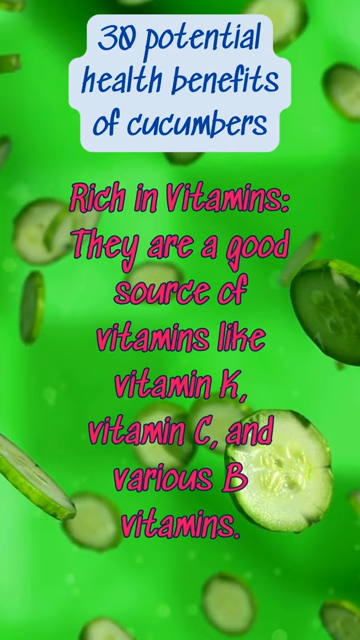 30 potential
health benefits
of cucumbers
Rich in Vitamins:
They are a good
source of
vitamins like
vitamin K,
vitamin C, and
various B
vitamins.